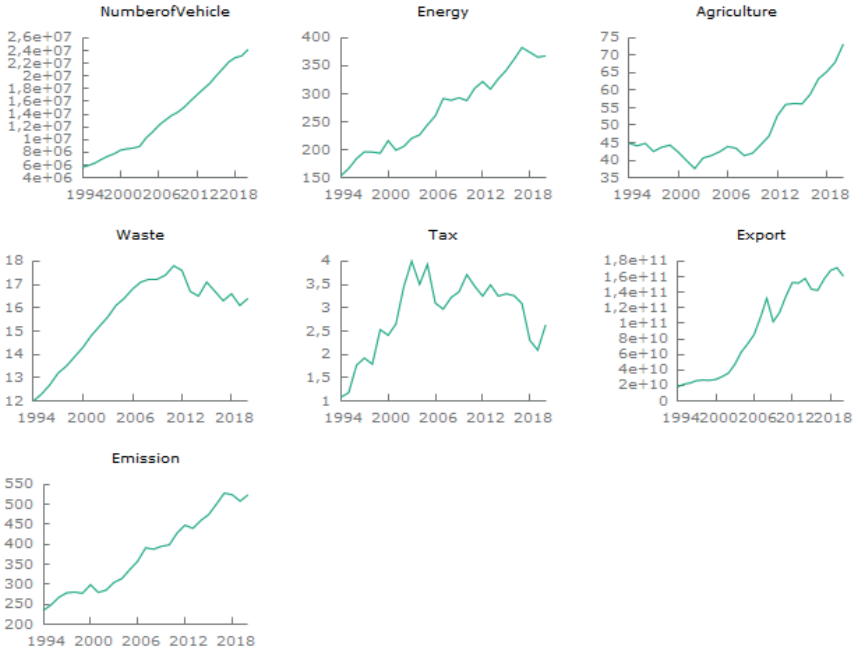 NumberofVehicle
2,6e+07
2,4e+07
2,2e+07
2e+07
1,8e+07
1,6e+07
1,4e+07
1,2e+07
1e+07
8e+06
6e+06
4e+06
1994 2000 2006 2012 2018
Energy
400
350
300
250
200
150
1994 2000 2006 2012 2018
Agriculture
75
70
65
60
55
50
45
40
35
1994 2000 2006 2012 2018
Waste
18
17
16
15
14
13
12
1994 2000 2006 2012 2018
Tax
4
3,5
3
2,5
2
1,5
1
1994 2000 2006 2012 2018
Export
1,8e+11
1,6e+11
1,4e+11
1,2e+11
1e+11
8e+10
6e+10
4e+10
2e+10
0
1994 2000 2006 2012 2018
Emission
550
500
450
400
350
300
250
200
1994 2000 2006 2012 2018